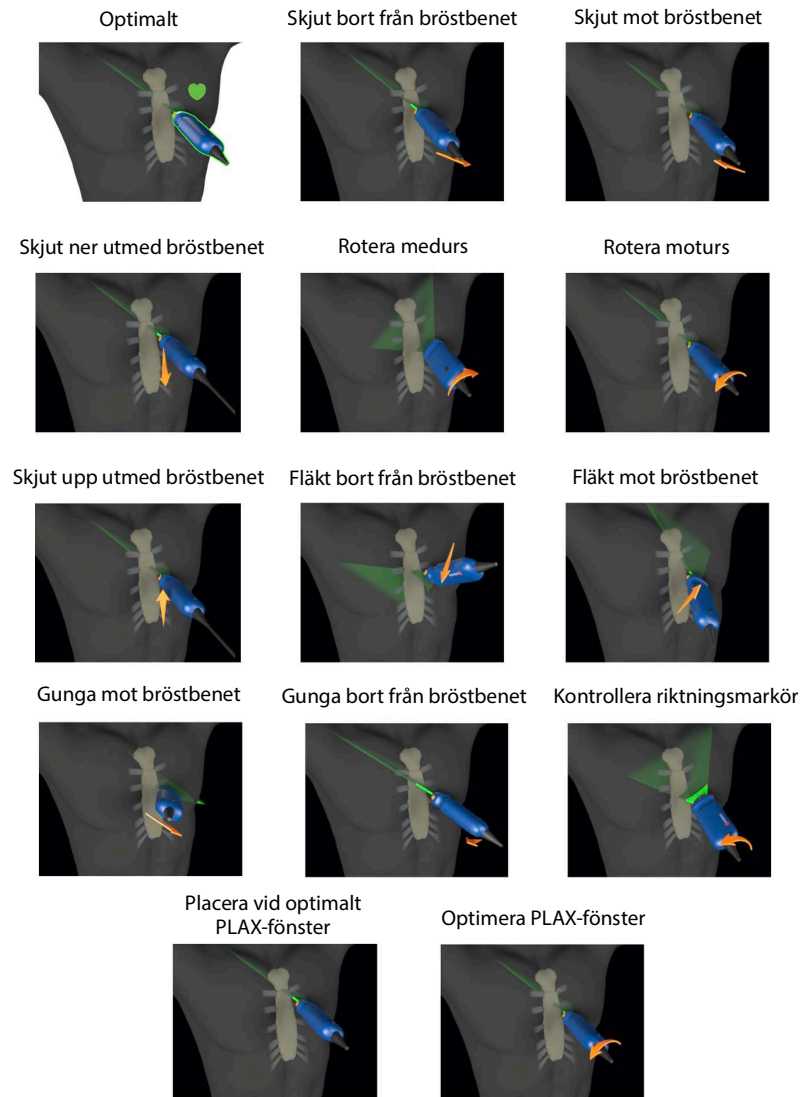 Optimalt
Skjut bort från bröstbenet
Skjut mot bröstbenet
Skjut ner utmed bröstbenet
Rotera medurs
Rotera moturs
Skjut upp utmed bröstbenet
Fläkt bort från bröstbenet
Fläkt mot bröstbenet
Gunga mot bröstbenet
Gunga bort från bröstbenet
Kontrollera riktningsmarkör
Placera vid optimalt
PLAX-fönster
Optimera PLAX-fönster